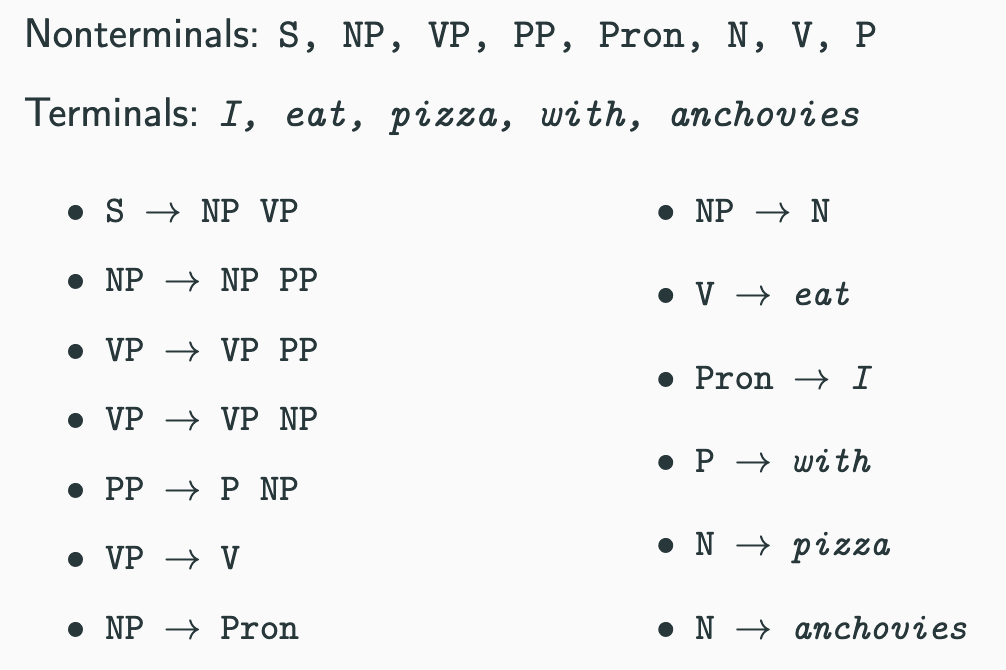 Nonterminals: S, NP, VP, PP, Pron, N, V, P
Terminals: I, eat, pizza, with, anchovies
• S → NP VP
• NP → NP PP
• VP → VP PP
• VP → VP NP
• PP → P NP
• VP → V
• NP → Pron
• NP → N
• V → eat
• Pron → I
• P → with
• N → pizza
• N → anchovies